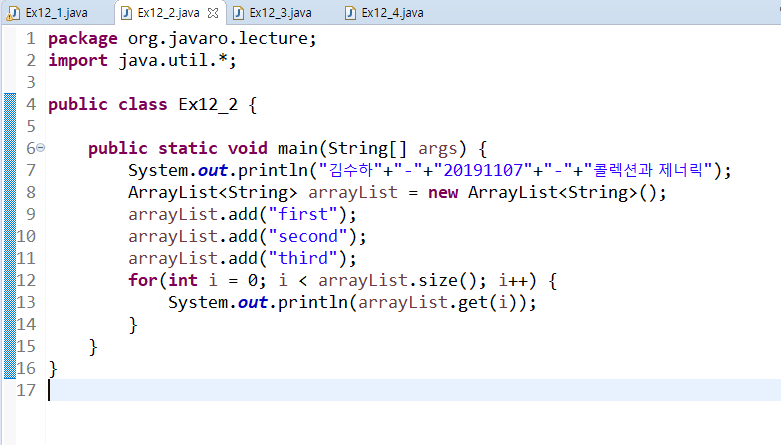 Ex12_1.java Ex12_2.java Ex12_3.java Ex12_4.java
1 package org.javaro.lecture;
2 import java.util.*;
3
4 public class Ex12_2 {
5
6 public static void main(String[] args) {
7 System.out.println("김수하"+"-"+"20191107"+"-"+"콜렉션과 제너릭");
8 ArrayList<String> arrayList = new ArrayList<String>();
9 arrayList.add("first");
10 arrayList.add("second");
11 arrayList.add("third");
12 for(int i = 0; i < arrayList.size(); i++) {
13 System.out.println(arrayList.get(i));
14 }
15 }
16 }
17